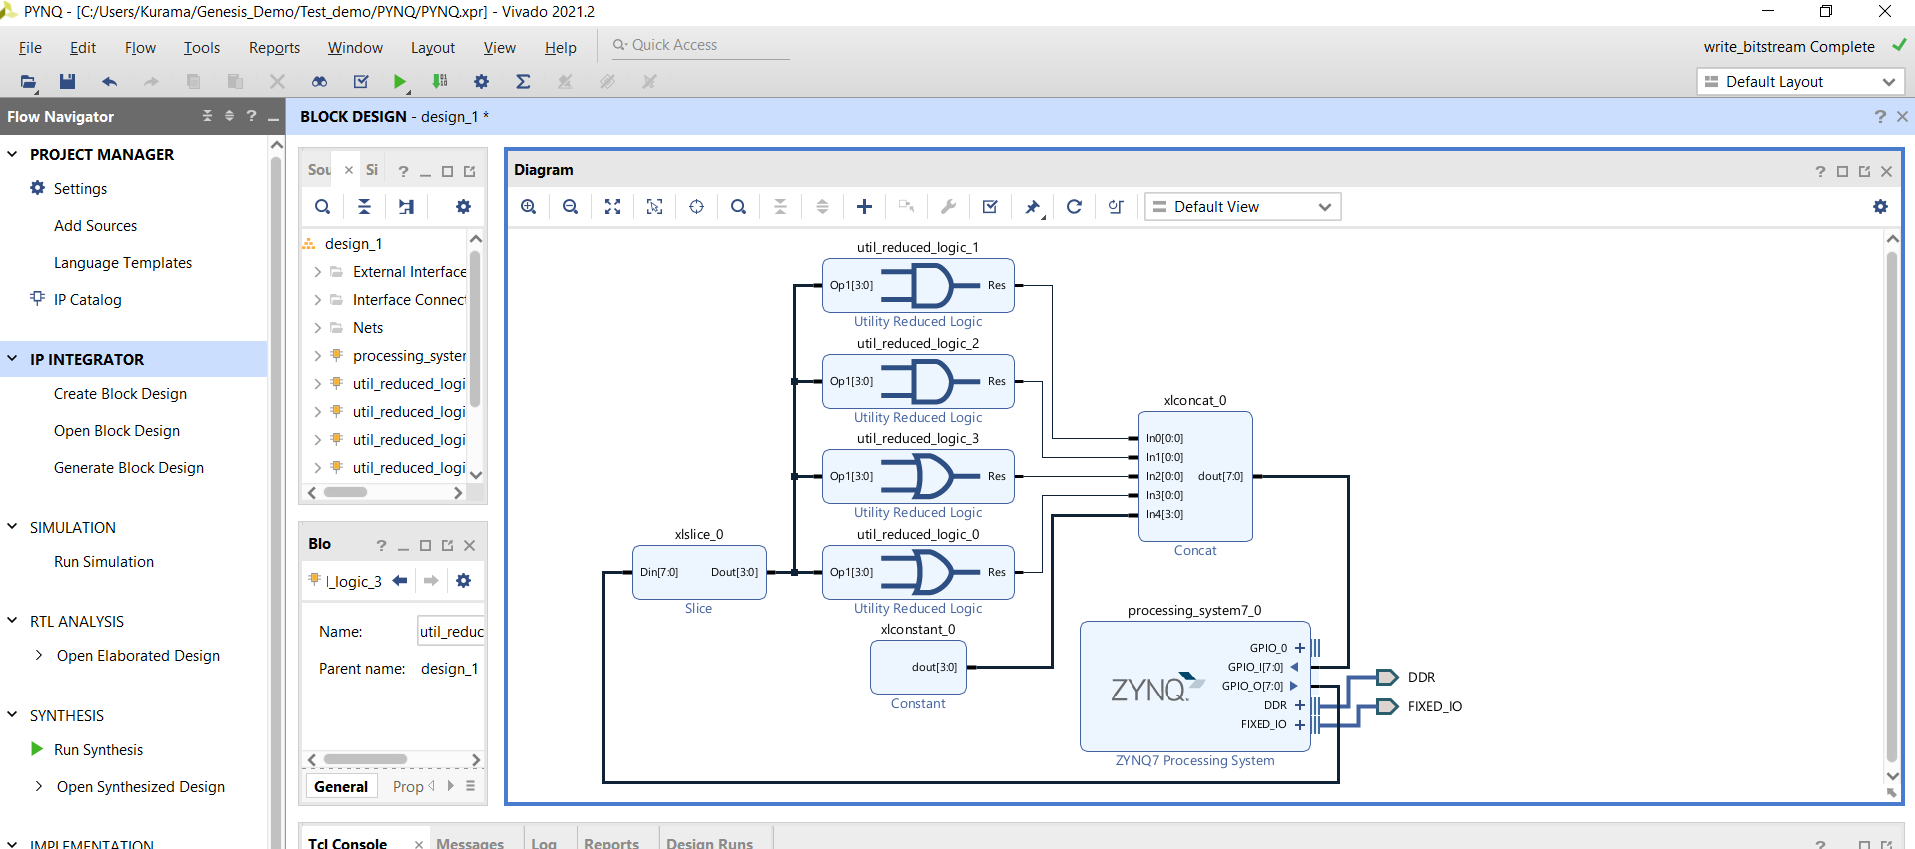 PYNQ - [C:/Users/Kurama/Genesis_Demo/Test_demo/PYNQ/PYNQ.xpr] - Vivado 2021.2
File Edit Flow Tools Reports Window Layout View Help Quick Access
write_bitstream Complete
Default Layout
Flow Navigator
PROJECT MANAGER
Settings
Add Sources
Language Templates
IP Catalog
IP INTEGRATOR
Create Block Design
Open Block Design
Generate Block Design
SIMULATION
Run Simulation
RTL ANALYSIS
Open Elaborated Design
SYNTHESIS
Run Synthesis
Open Synthesized Design
IMPLEMENTATION
BLOCK DESIGN - design_1 *
Sou Si
design_1
External Interface
Interface Connect
Nets
processing_system
util_reduced_logi
util_reduced_logi
util_reduced_logi
util_reduced_logi
Blo
l_logic_3
Name: util_reduc
Parent name: design_1
General Prop
Diagram
Default View
util_reduced_logic_1
Op1[3:0] Res
Utility Reduced Logic
util_reduced_logic_2
Op1[3:0] Res
Utility Reduced Logic
util_reduced_logic_3
Op1[3:0] Res
Utility Reduced Logic
util_reduced_logic_0
Op1[3:0] Res
Utility Reduced Logic
xlslice_0
Din[7:0] Dout[3:0]
Slice
xlconstant_0
dout[3:0]
Constant
xlconcat_0
In0[0:0]
In1[0:0]
In2[0:0] dout[7:0]
In3[0:0]
In4[3:0]
Concat
processing_system7_0
GPIO_0
GPIO_I[7:0]
GPIO_O[7:0]
DDR
FIXED_IO
ZYNQ
ZYNQ7 Processing System
DDR
FIXED_IO
Tcl Console Messages Log Reports Design Runs